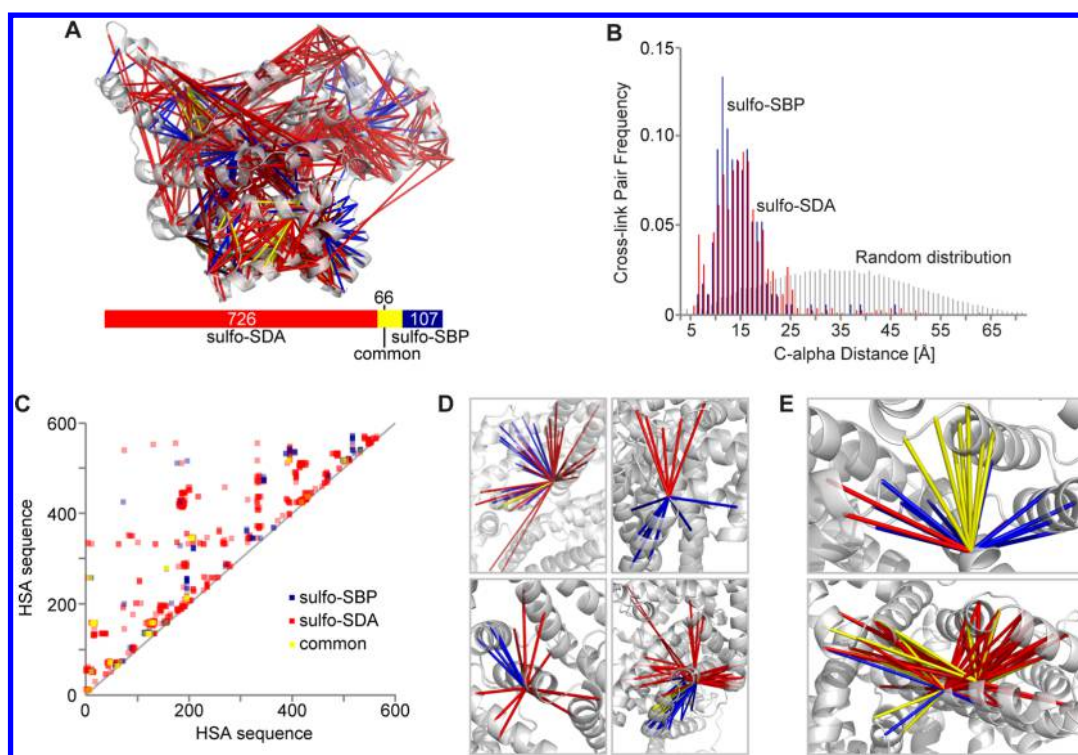 A
66
726
107
sulfo-SDA
sulfo-SBP
common
B
0.15
0.10
0.05
0
Cross-link Pair Frequency
sulfo-SBP
sulfo-SDA
Random distribution
5 15 25 35 45 55 65
C-alpha Distance [Å]
C
600
400
200
0
HSA sequence
sulfo-SBP
sulfo-SDA
common
0 200 400 600
HSA sequence
D
E